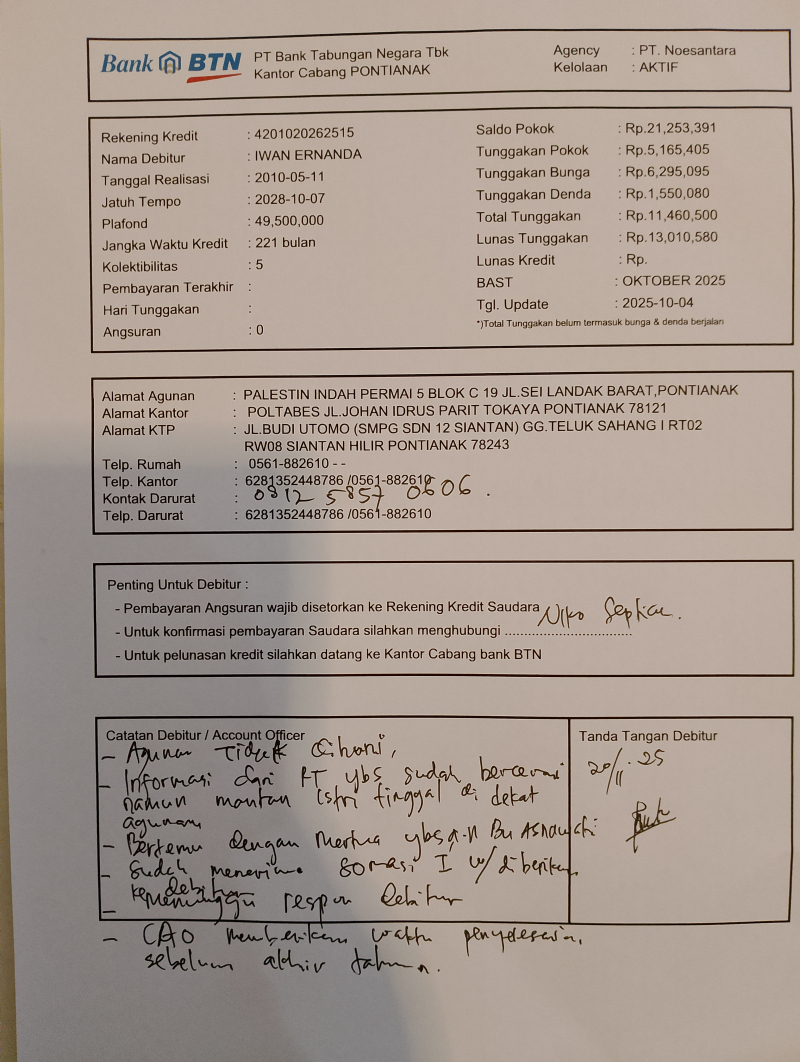 Bank BTN PT Bank Tabungan Negara Tbk
Kantor Cabang PONTIANAK
Agency : PT. Noesantara
Kelolaan : AKTIF
Rekening Kredit : 4201020262515
Nama Debitur : IWAN ERNANDA
Tanggal Realisasi : 2010-05-11
Jatuh Tempo : 2028-10-07
Plafond : 49,500,000
Jangka Waktu Kredit : 221 bulan
Kolektibilitas : 5
Pembayaran Terakhir :
Hari Tunggakan :
Angsuran : 0
Saldo Pokok : Rp.21,253,391
Tunggakan Pokok : Rp.5,165,405
Tunggakan Bunga : Rp.6,295,095
Tunggakan Denda : Rp.1,550,080
Total Tunggakan : Rp.11,460,500
Lunas Tunggakan : Rp.13,010,580
Lunas Kredit : Rp.
BAST : OKTOBER 2025
Tgl. Update : 2025-10-04
*)Total Tunggakan belum termasuk bunga & denda berjalan
Alamat Agunan : PALESTIN INDAH PERMAI 5 BLOK C 19 JL.SEI LANDAK BARAT,PONTIANAK
Alamat Kantor : POLTABES JL.JOHAN IDRUS PARIT TOKAYA PONTIANAK 78121
Alamat KTP : JL.BUDI UTOMO (SMPG SDN 12 SIANTAN) GG.TELUK SAHANG I RT02
RW08 SIANTAN HILIR PONTIANAK 78243
Telp. Rumah : 0561-882610 - -
Telp. Kantor : 6281352448786 /0561-882610
Kontak Darurat : 0812 5857 0606.
Telp. Darurat : 6281352448786 /0561-882610
Penting Untuk Debitur :
- Pembayaran Angsuran wajib disetorkan ke Rekening Kredit Saudara
- Untuk konfirmasi pembayaran Saudara silahkan menghubungi .................................. Niko Septian.
- Untuk pelunasan kredit silahkan datang ke Kantor Cabang bank BTN
Catatan Debitur / Account Officer
- Agunan Tidak dihuni,
- Informasi dari RT ybs sudah bercerai
namun mantan istri tinggal di dekat
agunan
- Bertemu dengan Mertua ybs a.n Bu
- Sudah menerima somasi I u/ diberikan
ke debitur
- Menunggu respon debitur
- CAO memberikan waktu penyelesaian
sebelum akhir tahun.
Tanda Tangan Debitur
20/11.25